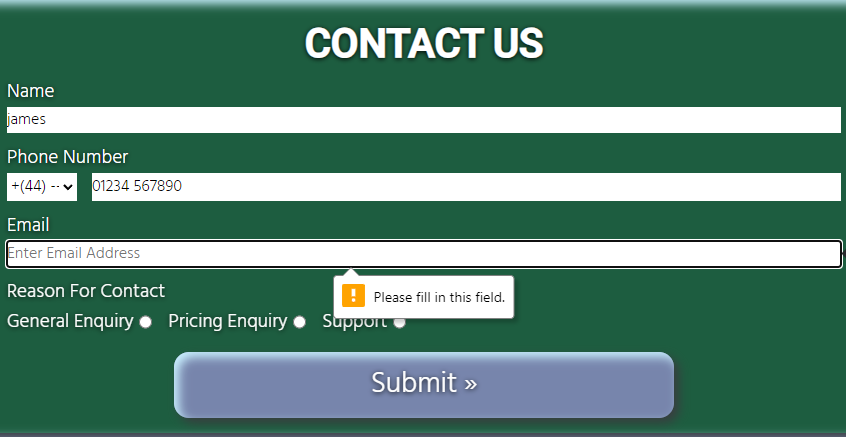 CONTACT US
Name
james
Phone Number
+(44) -- 01234 567890
Email
Enter Email Address
Please fill in this field.
Reason For Contact
General Enquiry Pricing Enquiry Support
Submit »